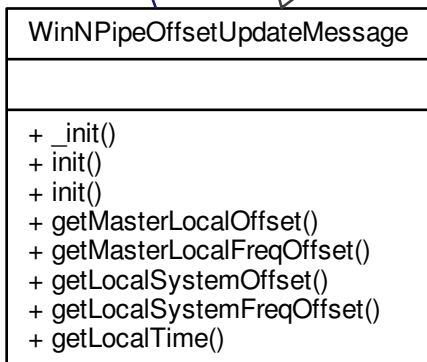 WinNPipeOffsetUpdateMessage
+ _init()
+ init()
+ init()
+ getMasterLocalOffset()
+ getMasterLocalFreqOffset()
+ getLocalSystemOffset()
+ getLocalSystemFreqOffset()
+ getLocalTime()